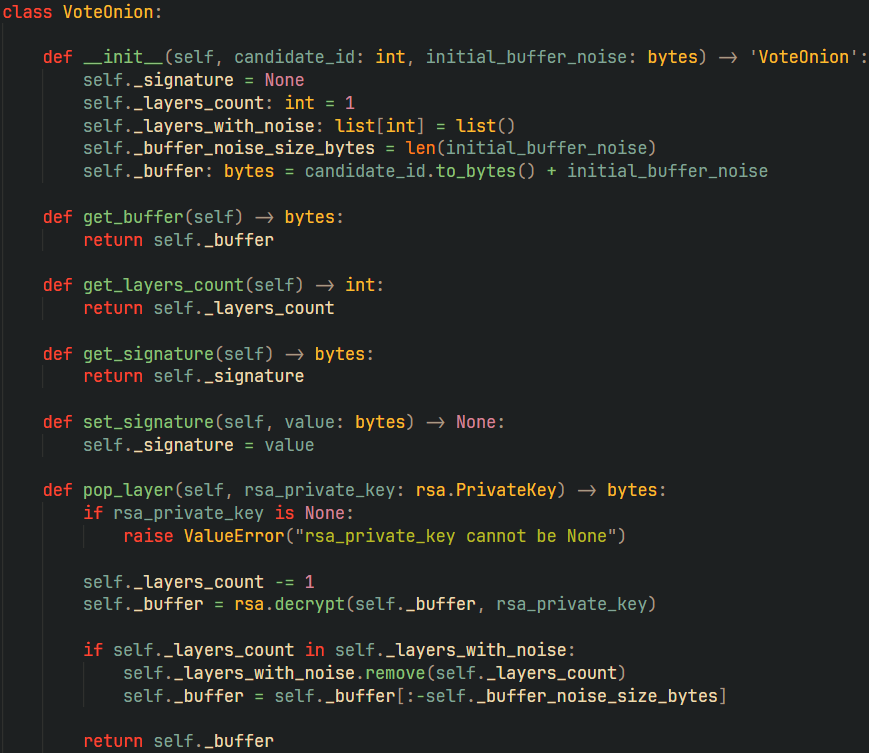 class VoteOnion:
    def __init__(self, candidate_id: int, initial_buffer_noise: bytes) -> 'VoteOnion':
        self._signature = None
        self._layers_count: int = 1
        self._layers_with_noise: list[int] = list()
        self._buffer_noise_size_bytes = len(initial_buffer_noise)
        self._buffer: bytes = candidate_id.to_bytes() + initial_buffer_noise
    def get_buffer(self) -> bytes:
        return self._buffer
    def get_layers_count(self) -> int:
        return self._layers_count
    def get_signature(self) -> bytes:
        return self._signature
    def set_signature(self, value: bytes) -> None:
        self._signature = value
    def pop_layer(self, rsa_private_key: rsa.PrivateKey) -> bytes:
        if rsa_private_key is None:
            raise ValueError("rsa_private_key cannot be None")
        self._layers_count -= 1
        self._buffer = rsa.decrypt(self._buffer, rsa_private_key)
        if self._layers_count in self._layers_with_noise:
            self._layers_with_noise.remove(self._layers_count)
            self._buffer = self._buffer[:-self._buffer_noise_size_bytes]
        return self._buffer